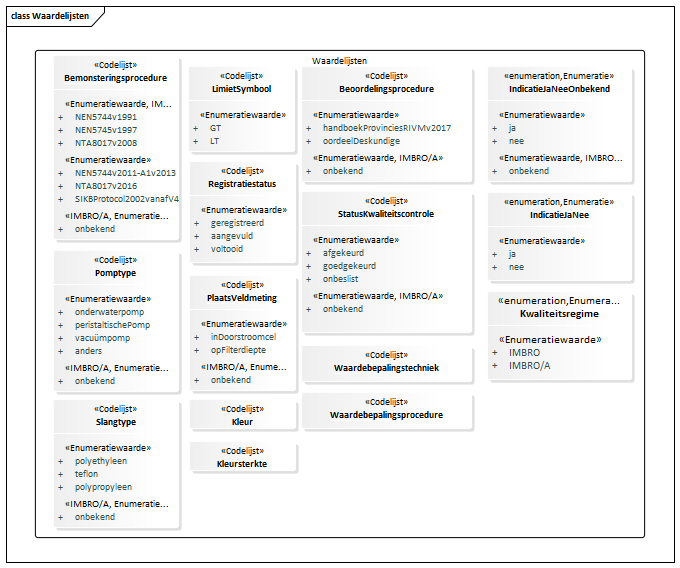 class Waardelijsten
Waardelijsten
«Codelijst»
Bemonsteringsprocedure
«Enumeratiewaarde, IM...
+ NEN5744v1991
+ NEN5745v1997
+ NTA8017v2008
«Enumeratiewaarde»
+ NEN5744v2011-A1v2013
+ NTA8017v2016
+ SIKBProtocol2002vanafV4
«IMBRO/A, Enumeratie...
+ onbekend
«Codelijst»
Pomptype
«Enumeratiewaarde»
+ onderwaterpomp
+ peristaltischePomp
+ vacuümpomp
+ anders
«IMBRO/A, Enumeratie...
+ onbekend
«Codelijst»
Slangtype
«Enumeratiewaarde»
+ polyethyleen
+ teflon
+ polypropyleen
«IMBRO/A, Enumeratie...
+ onbekend
«Codelijst»
LimietSymbool
«Enumeratiewaarde»
+ GT
+ LT
«Codelijst»
Registratiestatus
«Enumeratiewaarde»
+ geregistreerd
+ aangevuld
+ voltooid
«Codelijst»
PlaatsVeldmeting
«Enumeratiewaarde»
+ inDoorstroomcel
+ opFilterdiepte
«IMBRO/A, Enume...
+ onbekend
«Codelijst»
Kleur
«Codelijst»
Kleursterkte
«Codelijst»
Beoordelingsprocedure
«Enumeratiewaarde»
+ handboekProvinciesRIVMv2017
+ oordeelDeskundige
«Enumeratiewaarde, IMBRO/A»
+ onbekend
«Codelijst»
StatusKwaliteitscontrole
«Enumeratiewaarde»
+ afgekeurd
+ goedgekeurd
+ onbeslist
«Enumeratiewaarde, IMBRO/A»
+ onbekend
«Codelijst»
Waardebepalingstechniek
«Codelijst»
Waardebepalingsprocedure
«enumeration,Enumeratie»
IndicatieJaNeeOnbekend
«Enumeratiewaarde»
+ ja
+ nee
«Enumeratiewaarde, IMBRO...
+ onbekend
«enumeration,Enumeratie»
IndicatieJaNee
«Enumeratiewaarde»
+ ja
+ nee
«enumeration,Enumera...
Kwaliteitsregime
«Enumeratiewaarde»
+ IMBRO
+ IMBRO/A